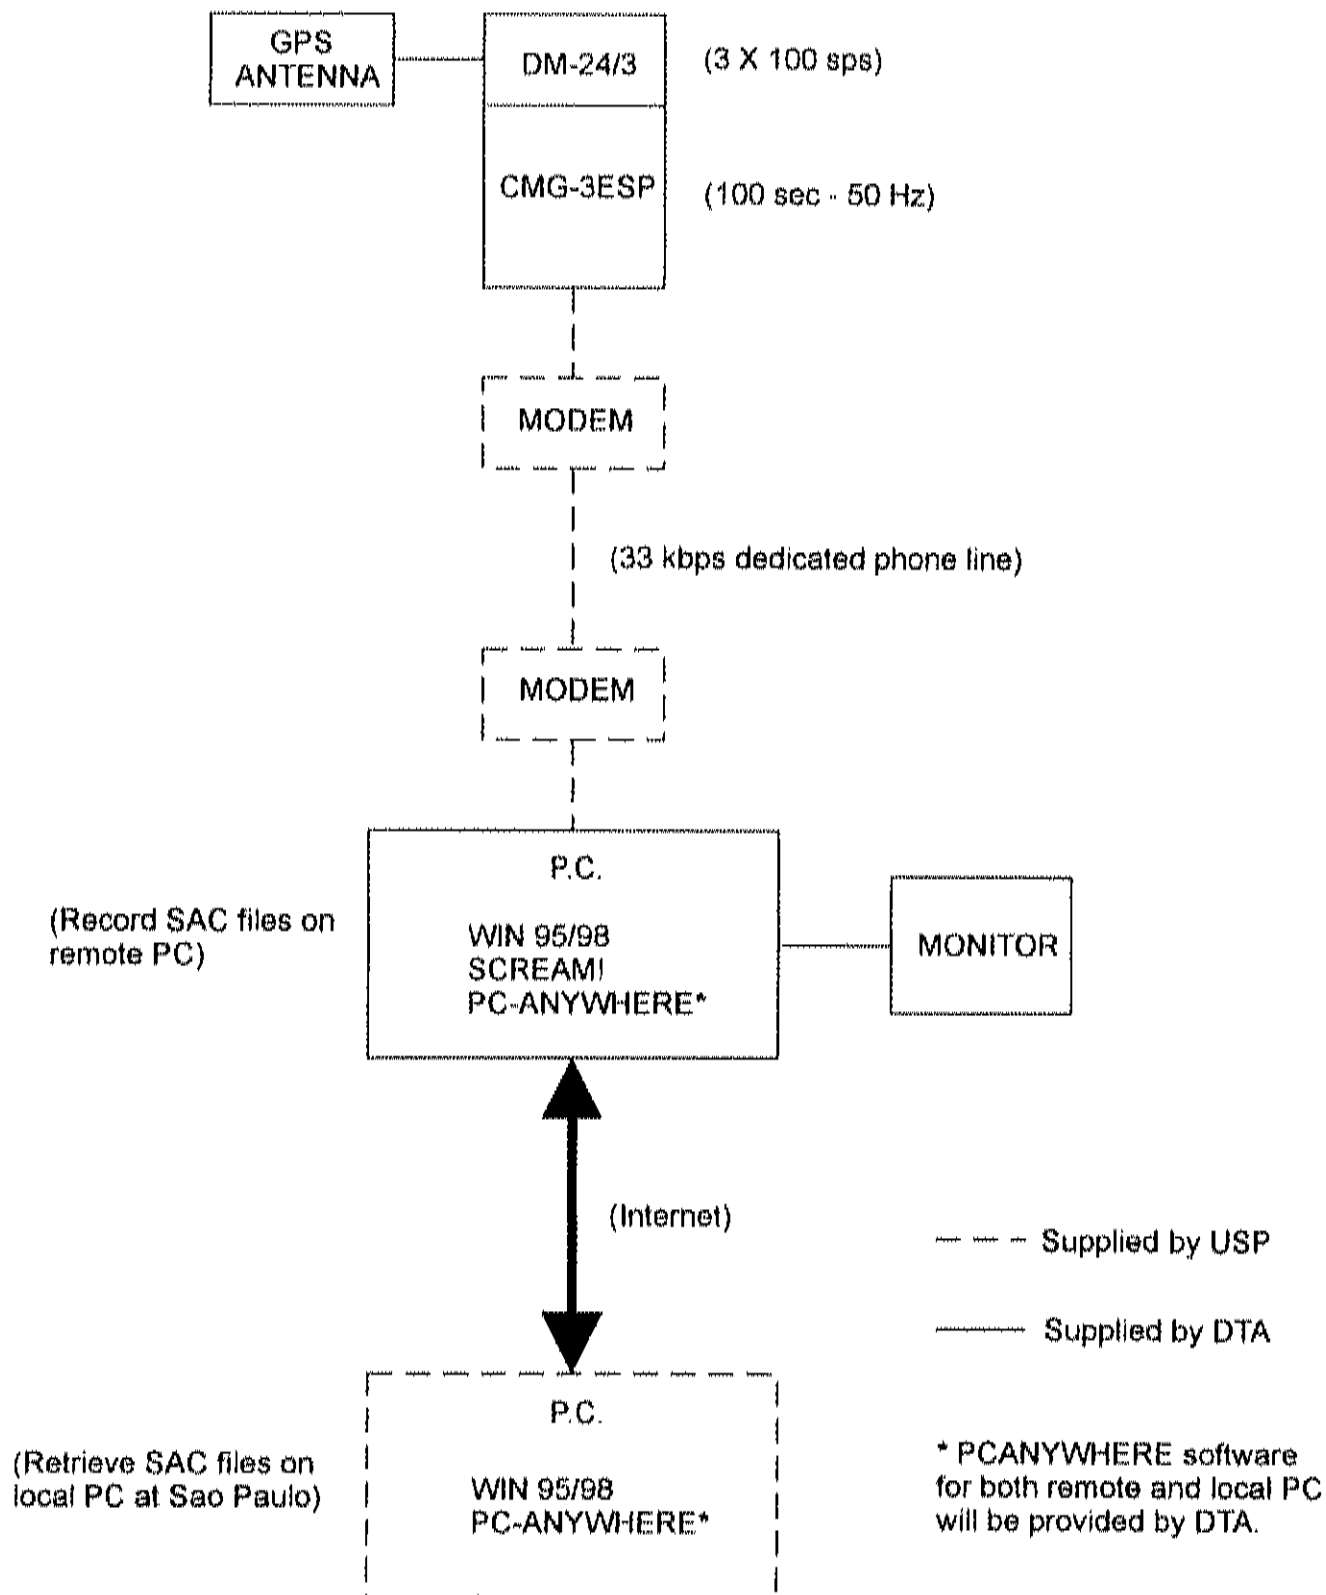 GPS
ANTENNA
DM-24/3
(3 X 100 sps)
CMG-3ESP
(100 sec - 50 Hz)
MODEM
(33 kbps dedicated phone line)
MODEM
P.C.
(Record SAC files on
remote PC)
WIN 95/98
SCREAM!
PC-ANYWHERE*
MONITOR
(Internet)
Supplied by USP
Supplied by DTA
P.C.
(Retrieve SAC files on
local PC at Sao Paulo)
WIN 95/98
PC-ANYWHERE*
* PCANYWHERE software
for both remote and local PC
will be provided by DTA.